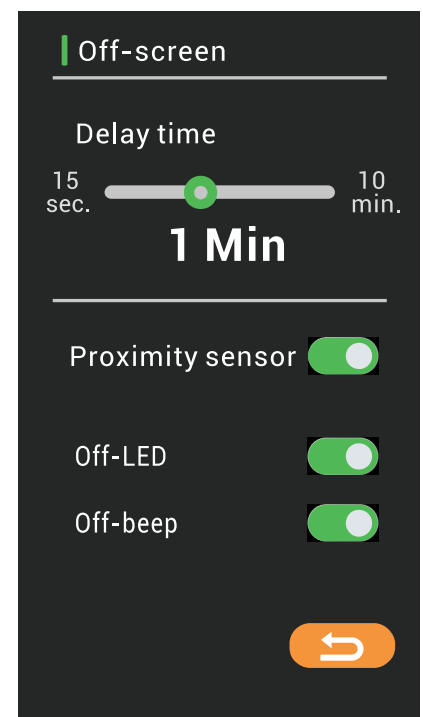 Off-screen
Delay time
15 sec.
10 min.
1 Min
Proximity sensor
Off-LED
Off-beep